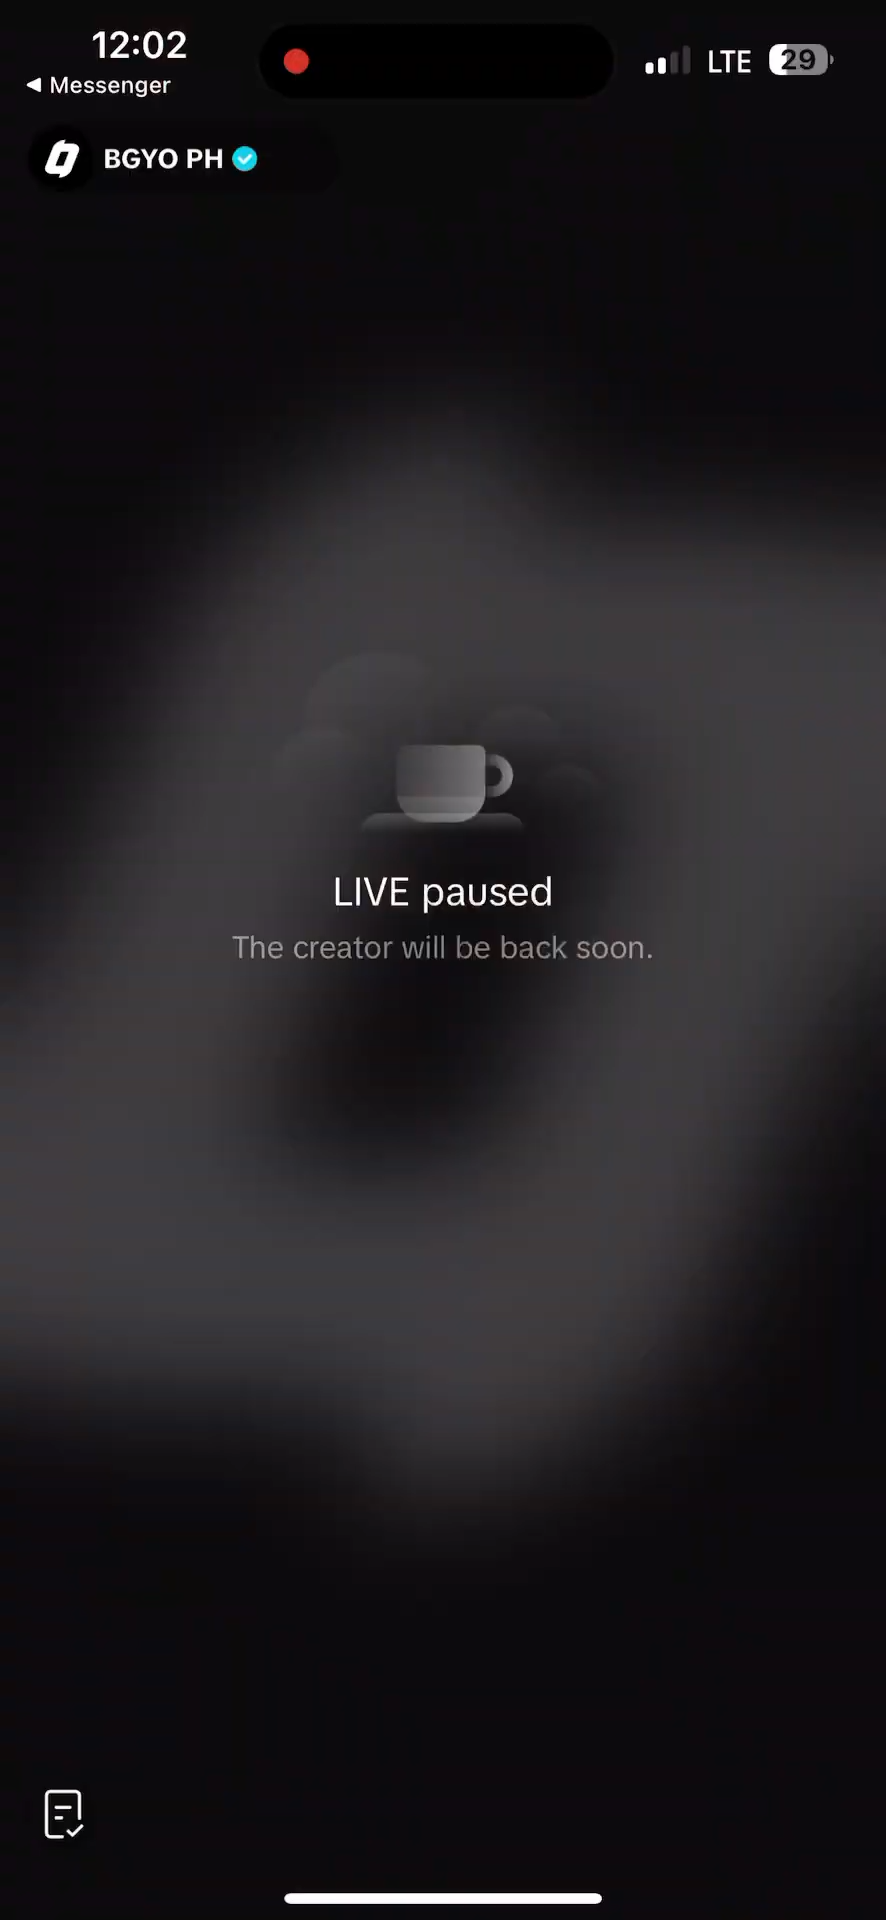 12:02
LTE
29
◀ Messenger
BGYO PH
LIVE paused
The creator will be back soon.